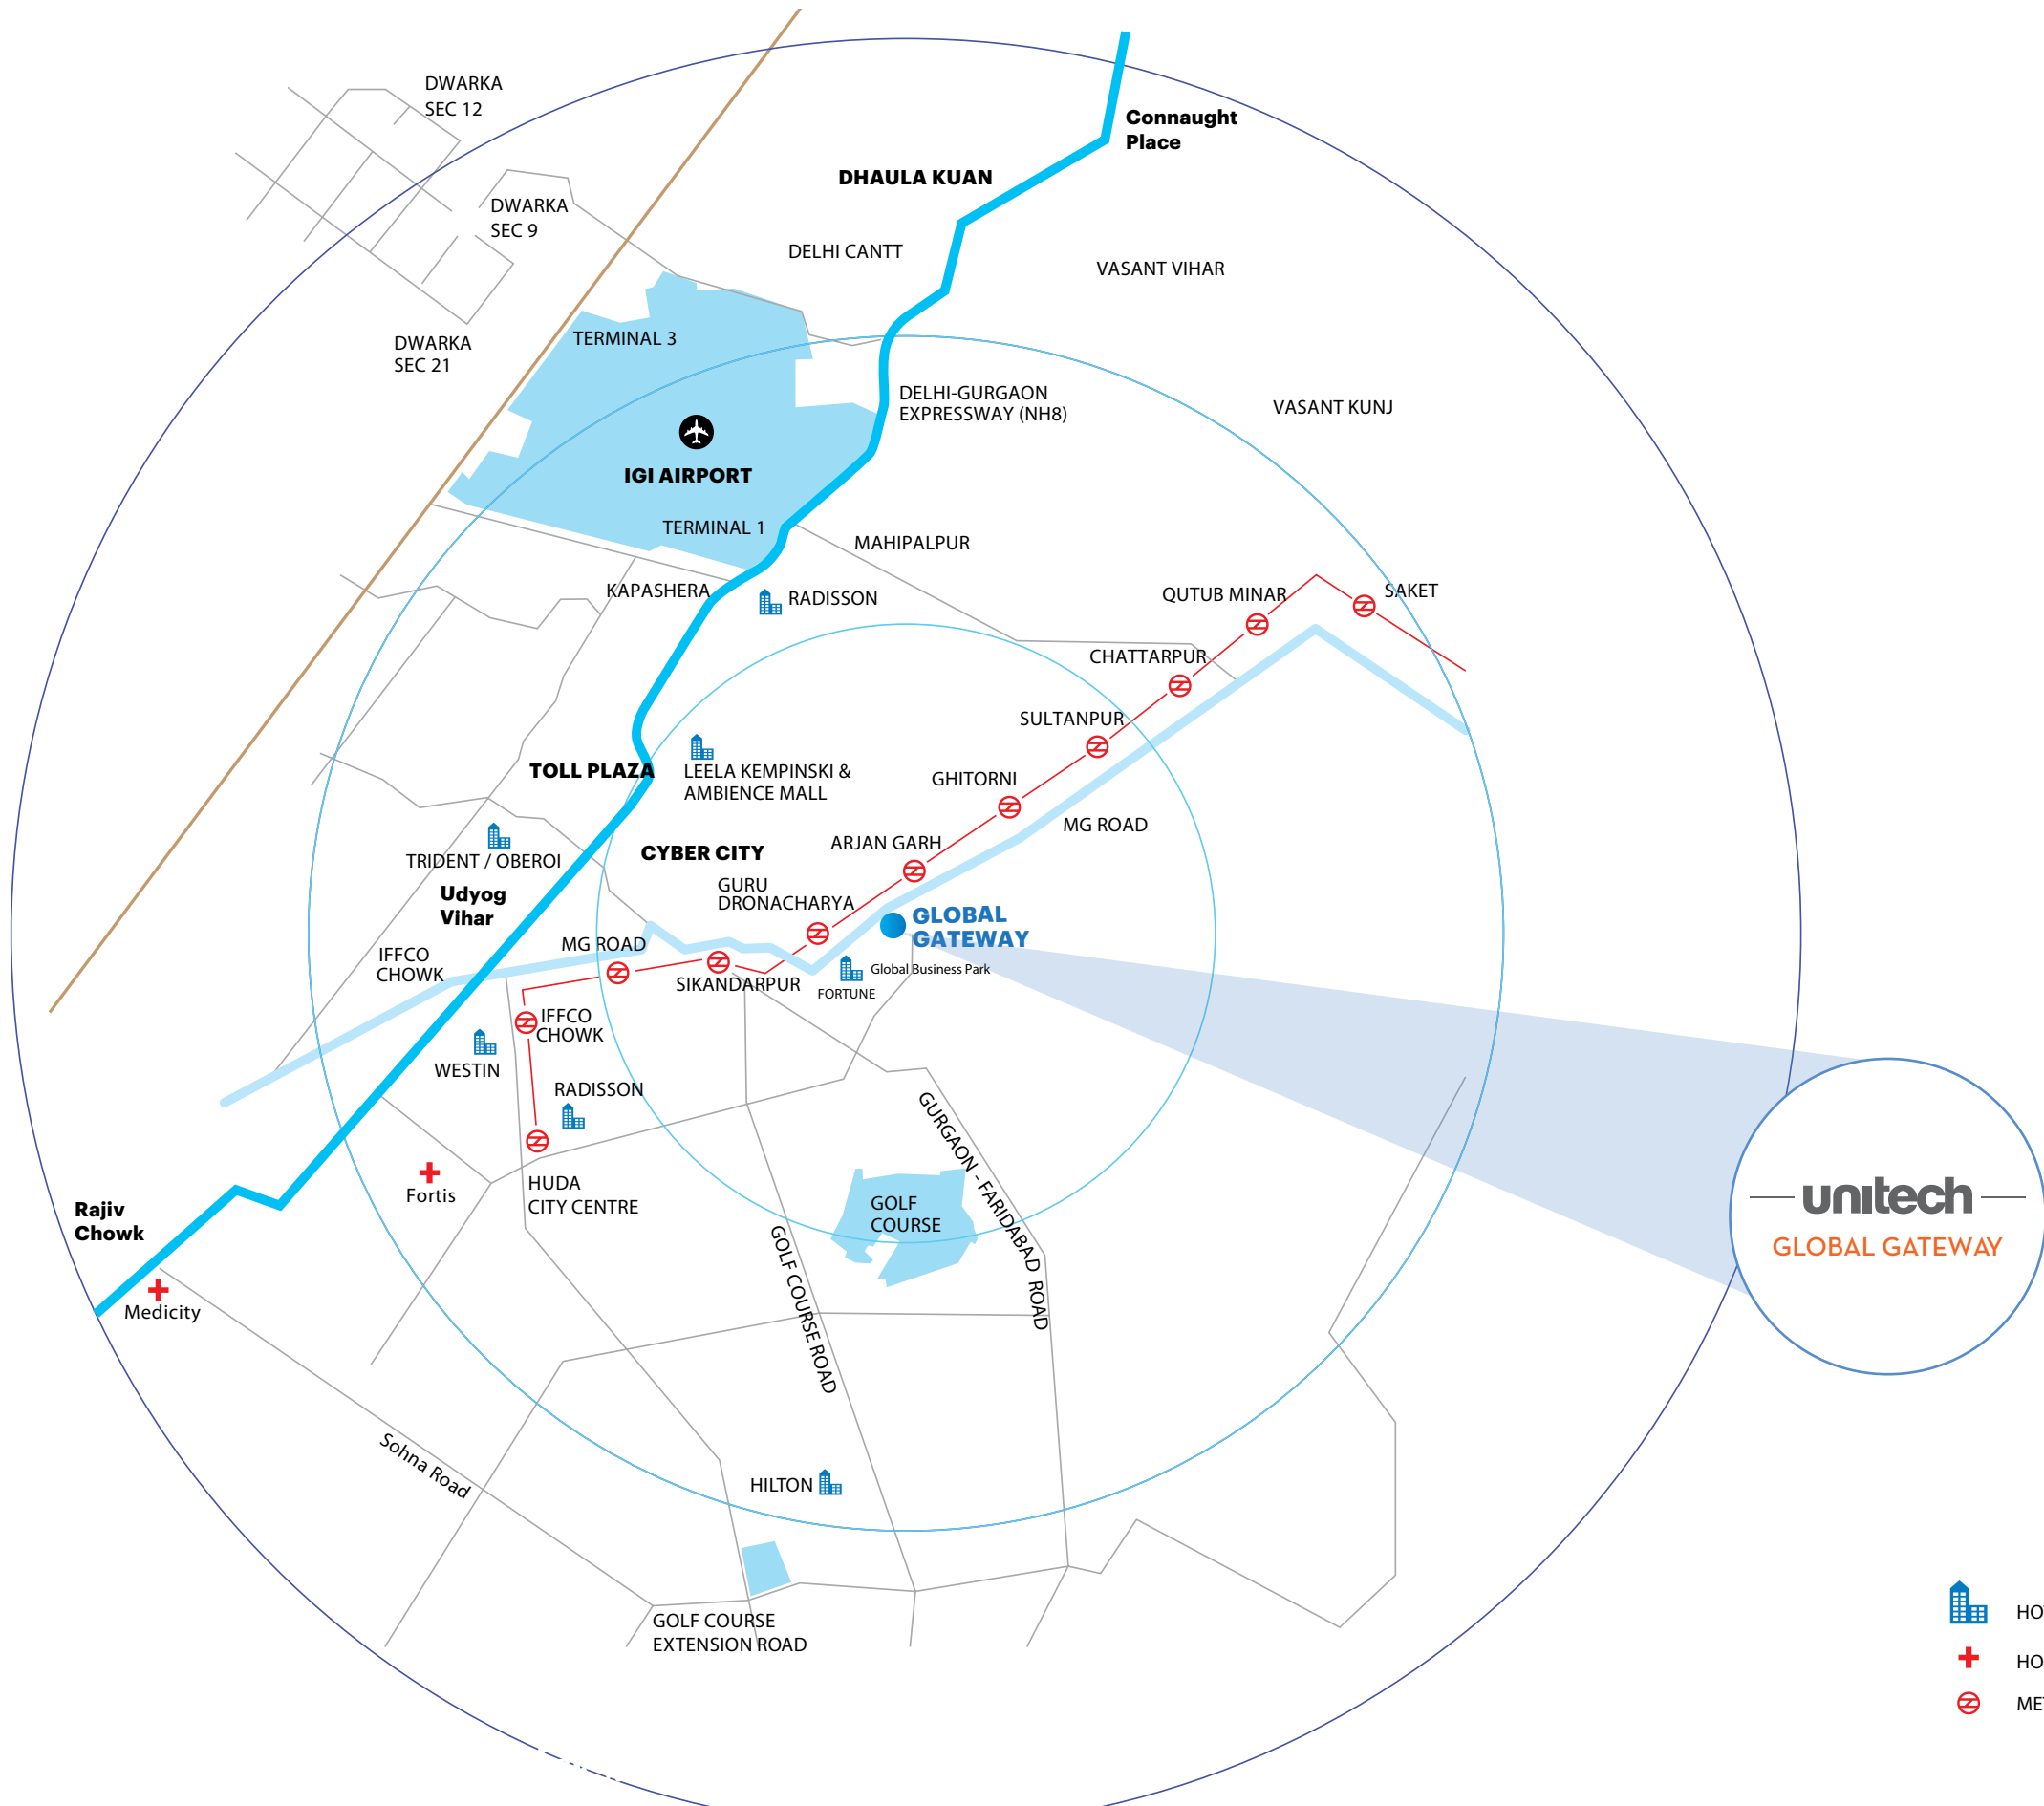 DWARKA
SEC 12
Connaught
Place
DHAULA KUAN
DWARKA
SEC 9
DELHI CANTT
VASANT VIHAR
TERMINAL 3
DWARKA
SEC 21
DELHI-GURGAON
EXPRESSWAY (NH8)
VASANT KUNJ
IGI AIRPORT
TERMINAL 1
MAHIPALPUR
KAPASHERA
RADISSON
QUTUB MINAR
SAKET
CHATTARPUR
SULTANPUR
TOLL PLAZA
LEELA KEMPINSKI &
AMBIENCE MALL
GHITORNI
MG ROAD
TRIDENT / OBEROI
CYBER CITY
ARJAN GARH
GURU
DRONACHARYA
Udyog
Vihar
GLOBAL
GATEWAY
IFFCO
CHOWK
MG ROAD
SIKANDARPUR
Global Business Park
FORTUNE
IFFCO
CHOWK
WESTIN
RADISSON
GURGAON - FARIDABAD ROAD
Fortis
HUDA
CITY CENTRE
GOLF
COURSE
unitech
GLOBAL GATEWAY
Rajiv
Chowk
Medicity
GOLF COURSE ROAD
Sohna Road
HILTON
GOLF COURSE
EXTENSION ROAD